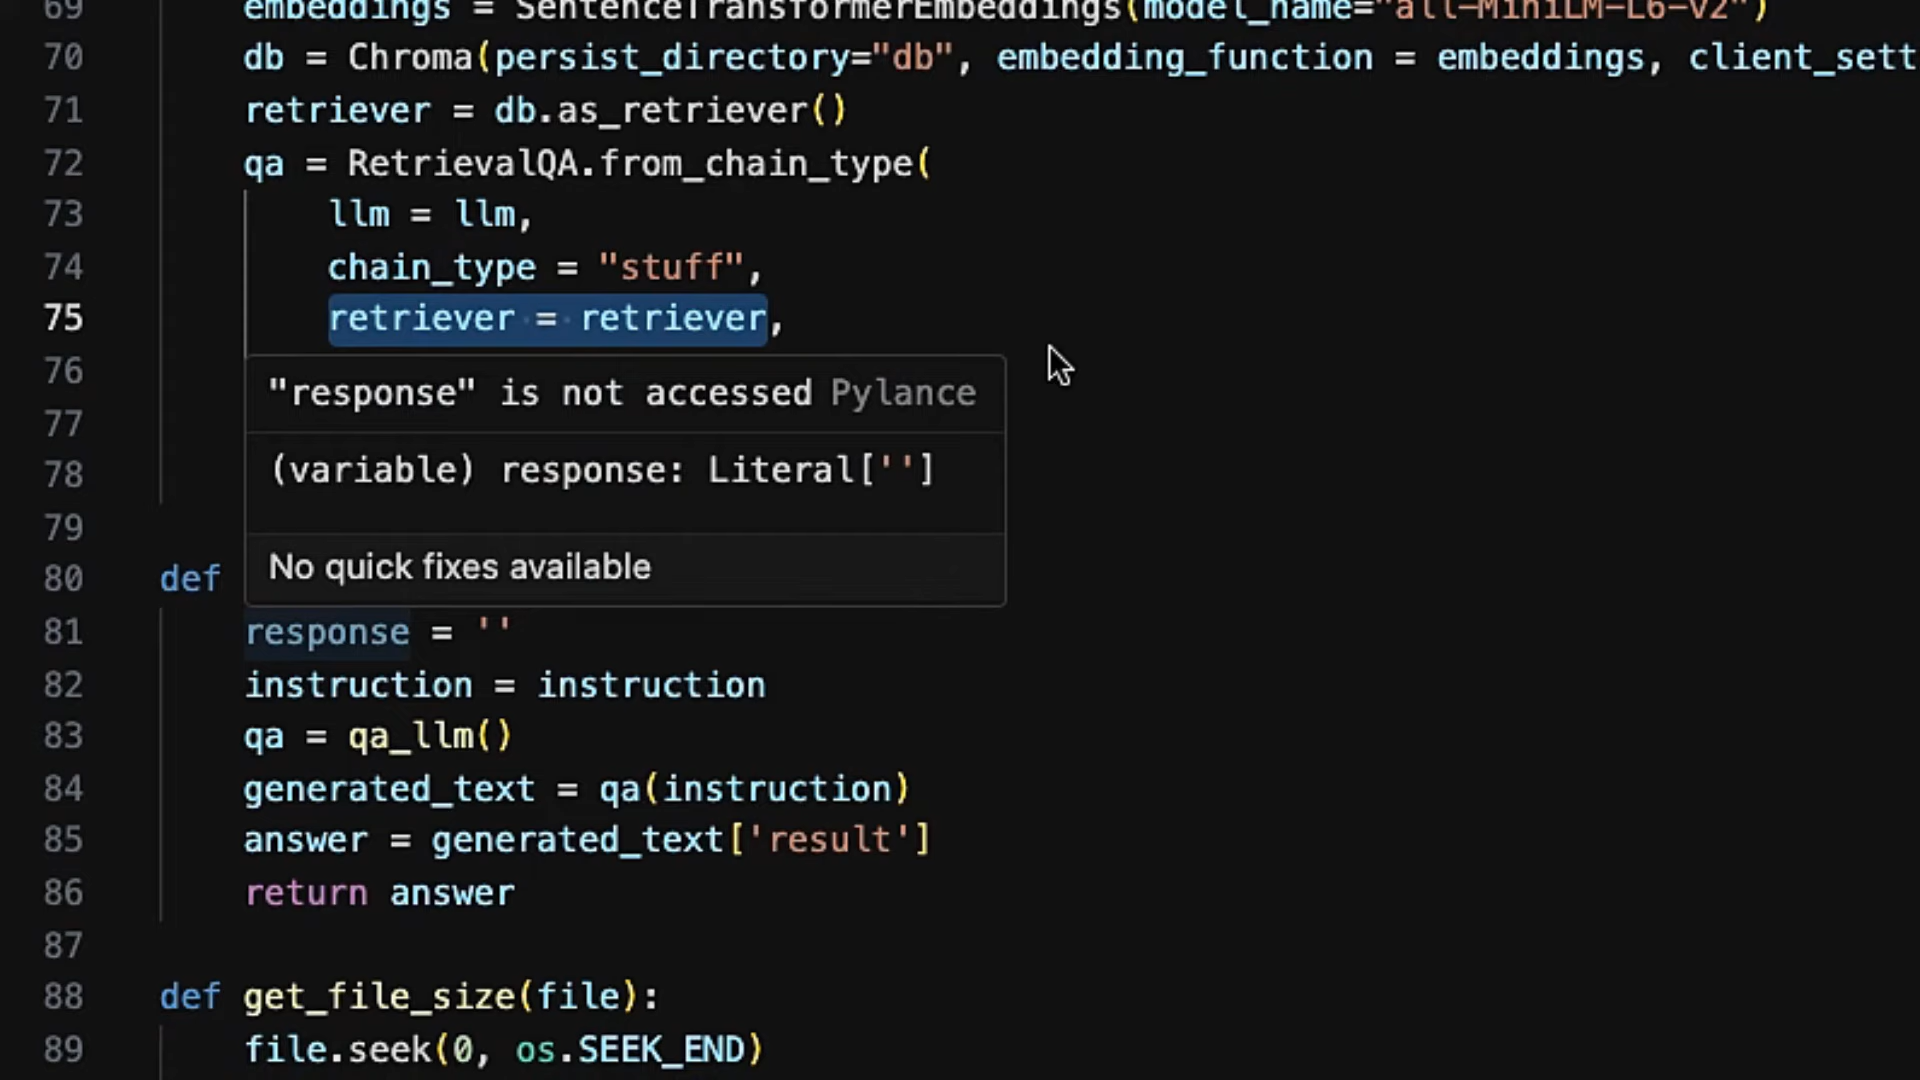 69 embeddings = SentenceTransformerEmbeddings(model_name="all-MiniLM-L6-v2")
70 db = Chroma(persist_directory="db", embedding_function = embeddings, client_sett
71 retriever = db.as_retriever()
72 qa = RetrievalQA.from_chain_type(
73 llm = llm,
74 chain_type = "stuff",
75 retriever = retriever,
76
"response" is not accessed Pylance
77
(variable) response: Literal['']
78
79
No quick fixes available
80 def
81 response = ''
82 instruction = instruction
83 qa = qa_llm()
84 generated_text = qa(instruction)
85 answer = generated_text['result']
86 return answer
87
88 def get_file_size(file):
89 file.seek(0, os.SEEK_END)